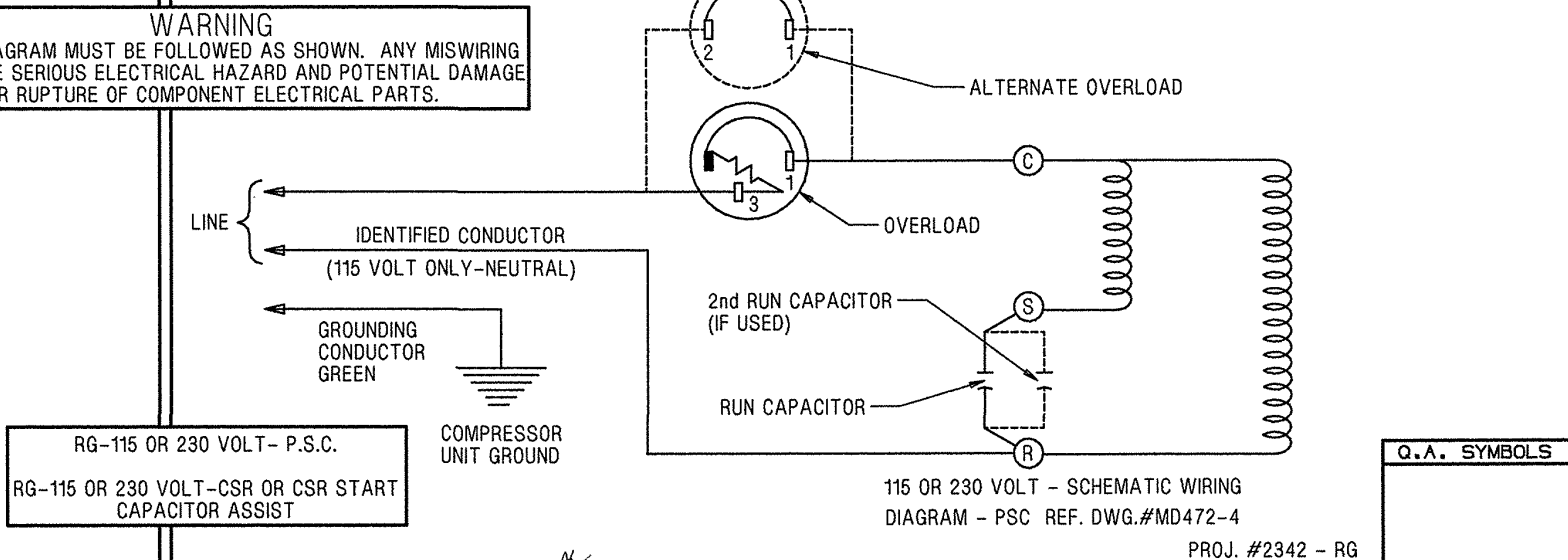 WARNING
MUST BE FOLLOWED AS SHOWN. ANY MISWIRING
SERIOUS ELECTRICAL HAZARD AND POTENTIAL DAMAGE
RUPTURE OF COMPONENT ELECTRICAL PARTS.
2
1
ALTERNATE OVERLOAD
C
1
3
LINE
OVERLOAD
IDENTIFIED CONDUCTOR
(115 VOLT ONLY-NEUTRAL)
2nd RUN CAPACITOR
(IF USED)
S
GROUNDING
CONDUCTOR
GREEN
RUN CAPACITOR
COMPRESSOR
UNIT GROUND
R
RG-115 OR 230 VOLT- P.S.C.
RG-115 OR 230 VOLT-CSR OR CSR START
CAPACITOR ASSIST
115 OR 230 VOLT - SCHEMATIC WIRING
DIAGRAM - PSC REF. DWG.#MD472-4
PROJ. #2342 - RG
Q.A. SYMBOLS